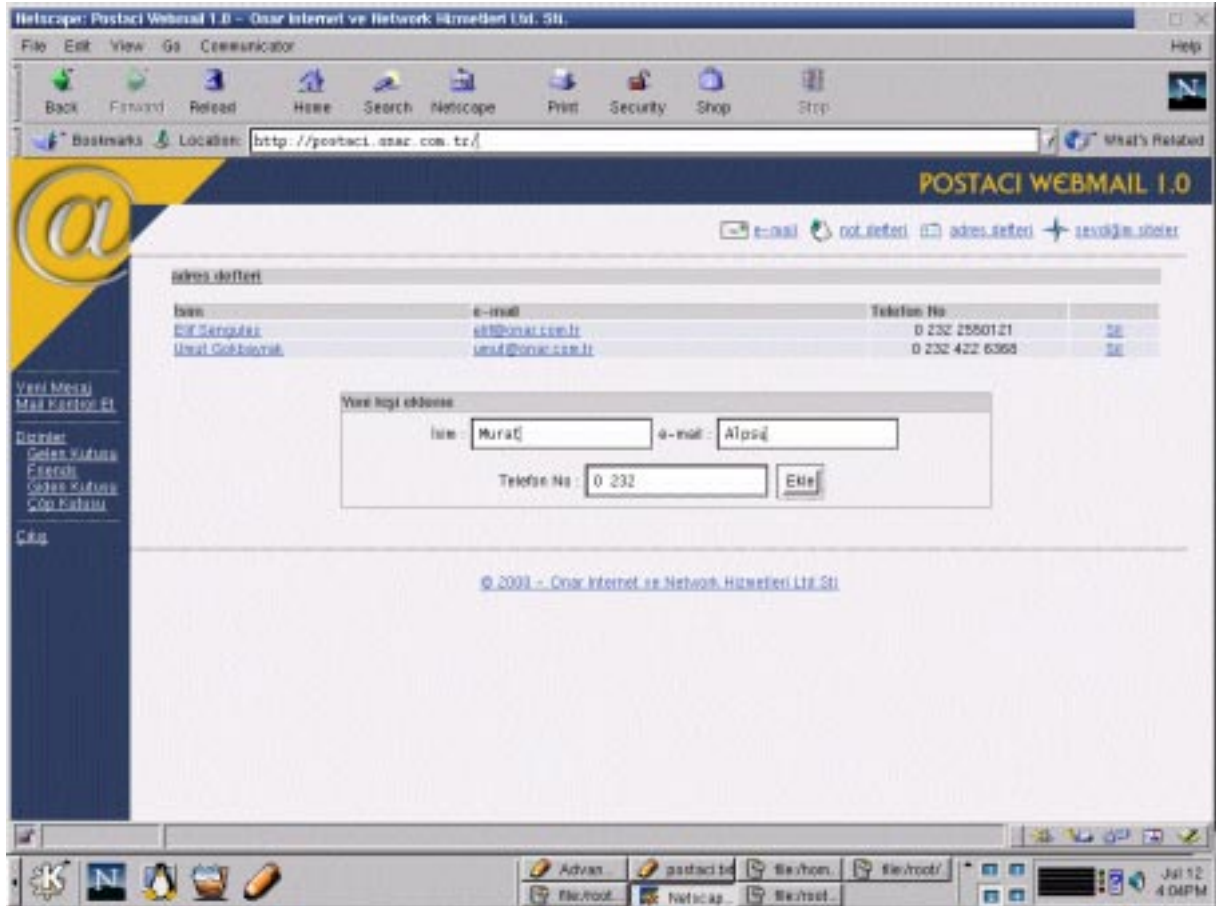 Netscape: Postaci Webmail 1.0 - Onar Internet ve Network Hizmetleri Ltd. Sti.
File Edit View Go Communicator Help
Back Forward Reload Home Search Netscape Print Security Shop Stop
Bookmarks Location: http://postaci.onar.com.tr/ What's Related
POSTACI WEBMAIL 1.0
e-mail not defteri adres defteri sevdiğim siteler
adres defteri
İsim e-mail Telefon No
Elif Sengules elif@onar.com.tr 0 232 2550121 Sil
Umut Gokbayrak umut@onar.com.tr 0 232 422 6368 Sil
Yeni Mesaj
Mail Kontrol Et
Dizinler
Gelen Kutusu
Friends
Giden Kutusu
Çöp Kutusu
Çıkış
Yeni kişi ekleme
İsim : Murat e-mail : Alpsu
Telefon No : 0 232 Ekle
© 2000 - Onar Internet ve Network Hizmetleri Ltd. Sti.
Advan... file:/hom... file:/root/
file:/root... Netscap... file:/root...
Jul 12
4:04PM